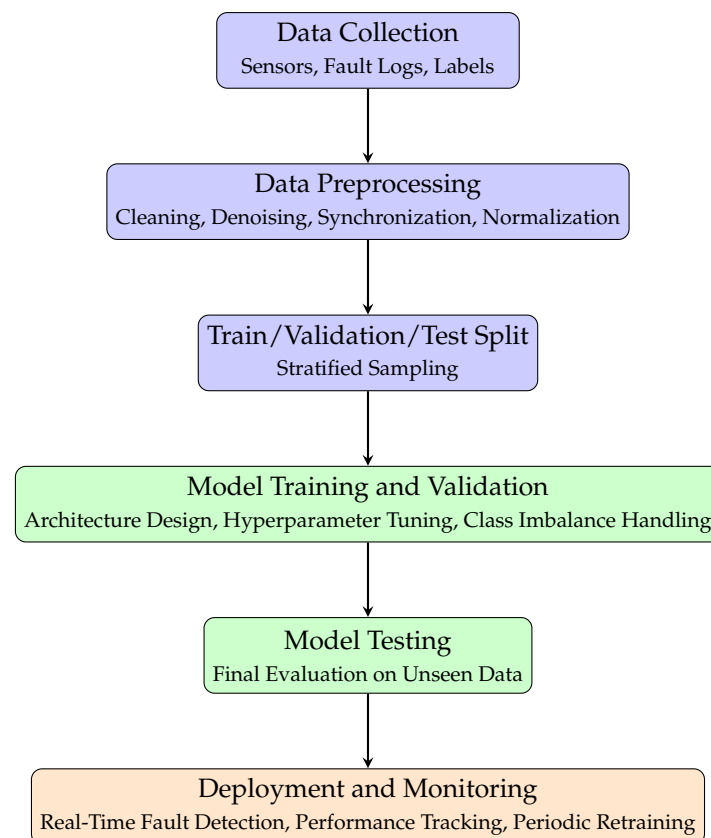 Data Collection
Sensors, Fault Logs, Labels
Data Preprocessing
Cleaning, Denoising, Synchronization, Normalization
Train/Validation/Test Split
Stratified Sampling
Model Training and Validation
Architecture Design, Hyperparameter Tuning, Class Imbalance Handling
Model Testing
Final Evaluation on Unseen Data
Deployment and Monitoring
Real-Time Fault Detection, Performance Tracking, Periodic Retraining